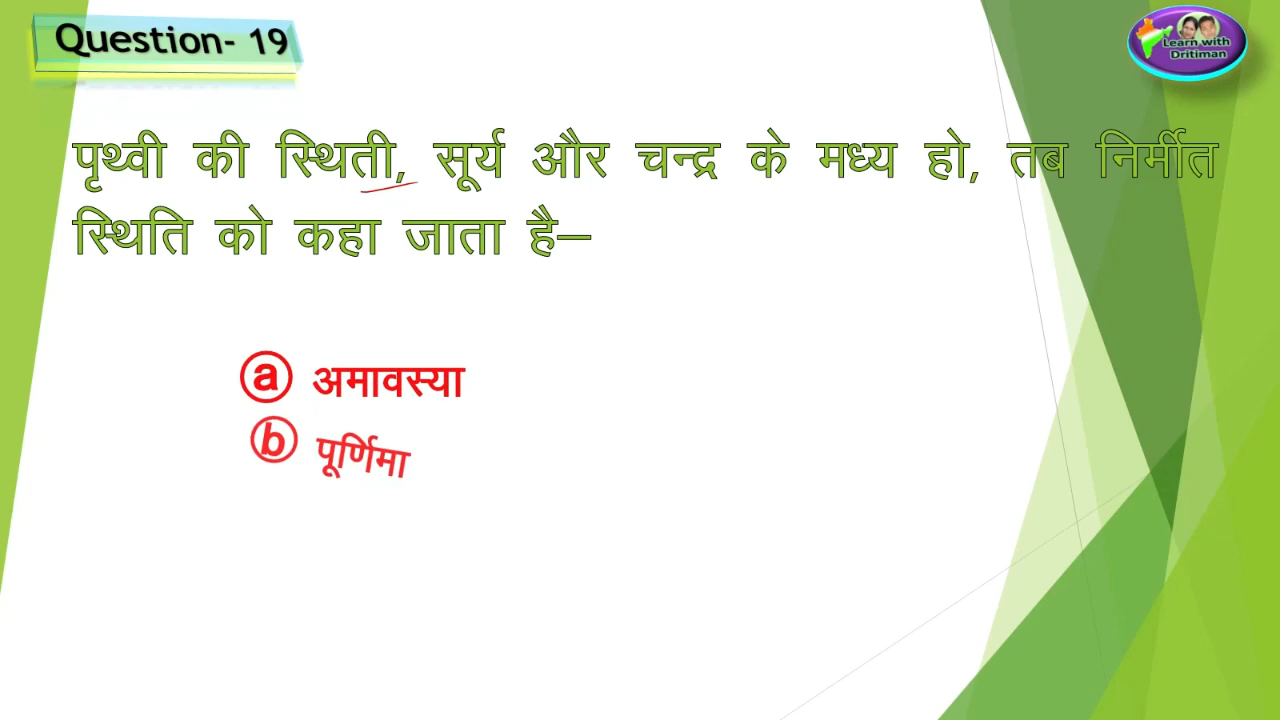 Question- 19
Learn with
Dritiman
पृथ्वी की स्थिती, सूर्य और चन्द्र के मध्य हो, तब निर्मीत
स्थिति को कहा जाता है–
ⓐ अमावस्या
ⓑ पूर्णिमा